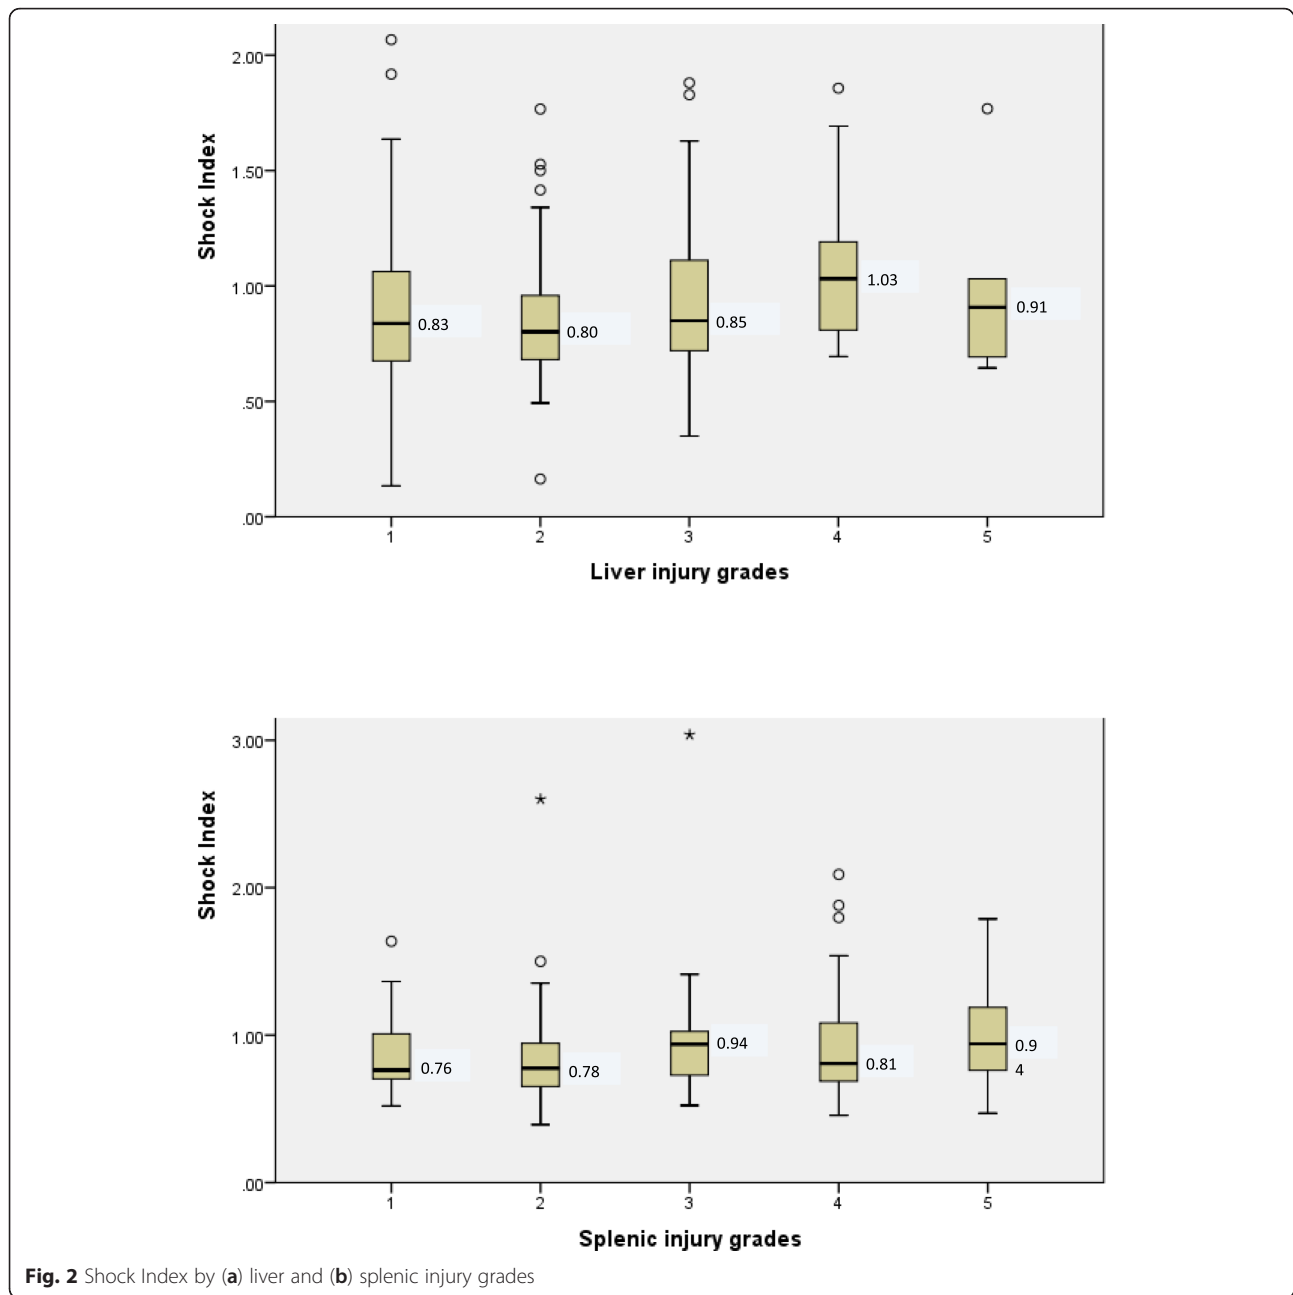 2.00
1.50
1.00
.50
.00
Shock Index
0.83
0.80
0.85
1.03
0.91
1 2 3 4 5
Liver injury grades
3.00
2.00
1.00
.00
Shock Index
0.76
0.78
0.94
0.81
0.9
4
1 2 3 4 5
Splenic injury grades
Fig. 2 Shock Index by (a) liver and (b) splenic injury grades